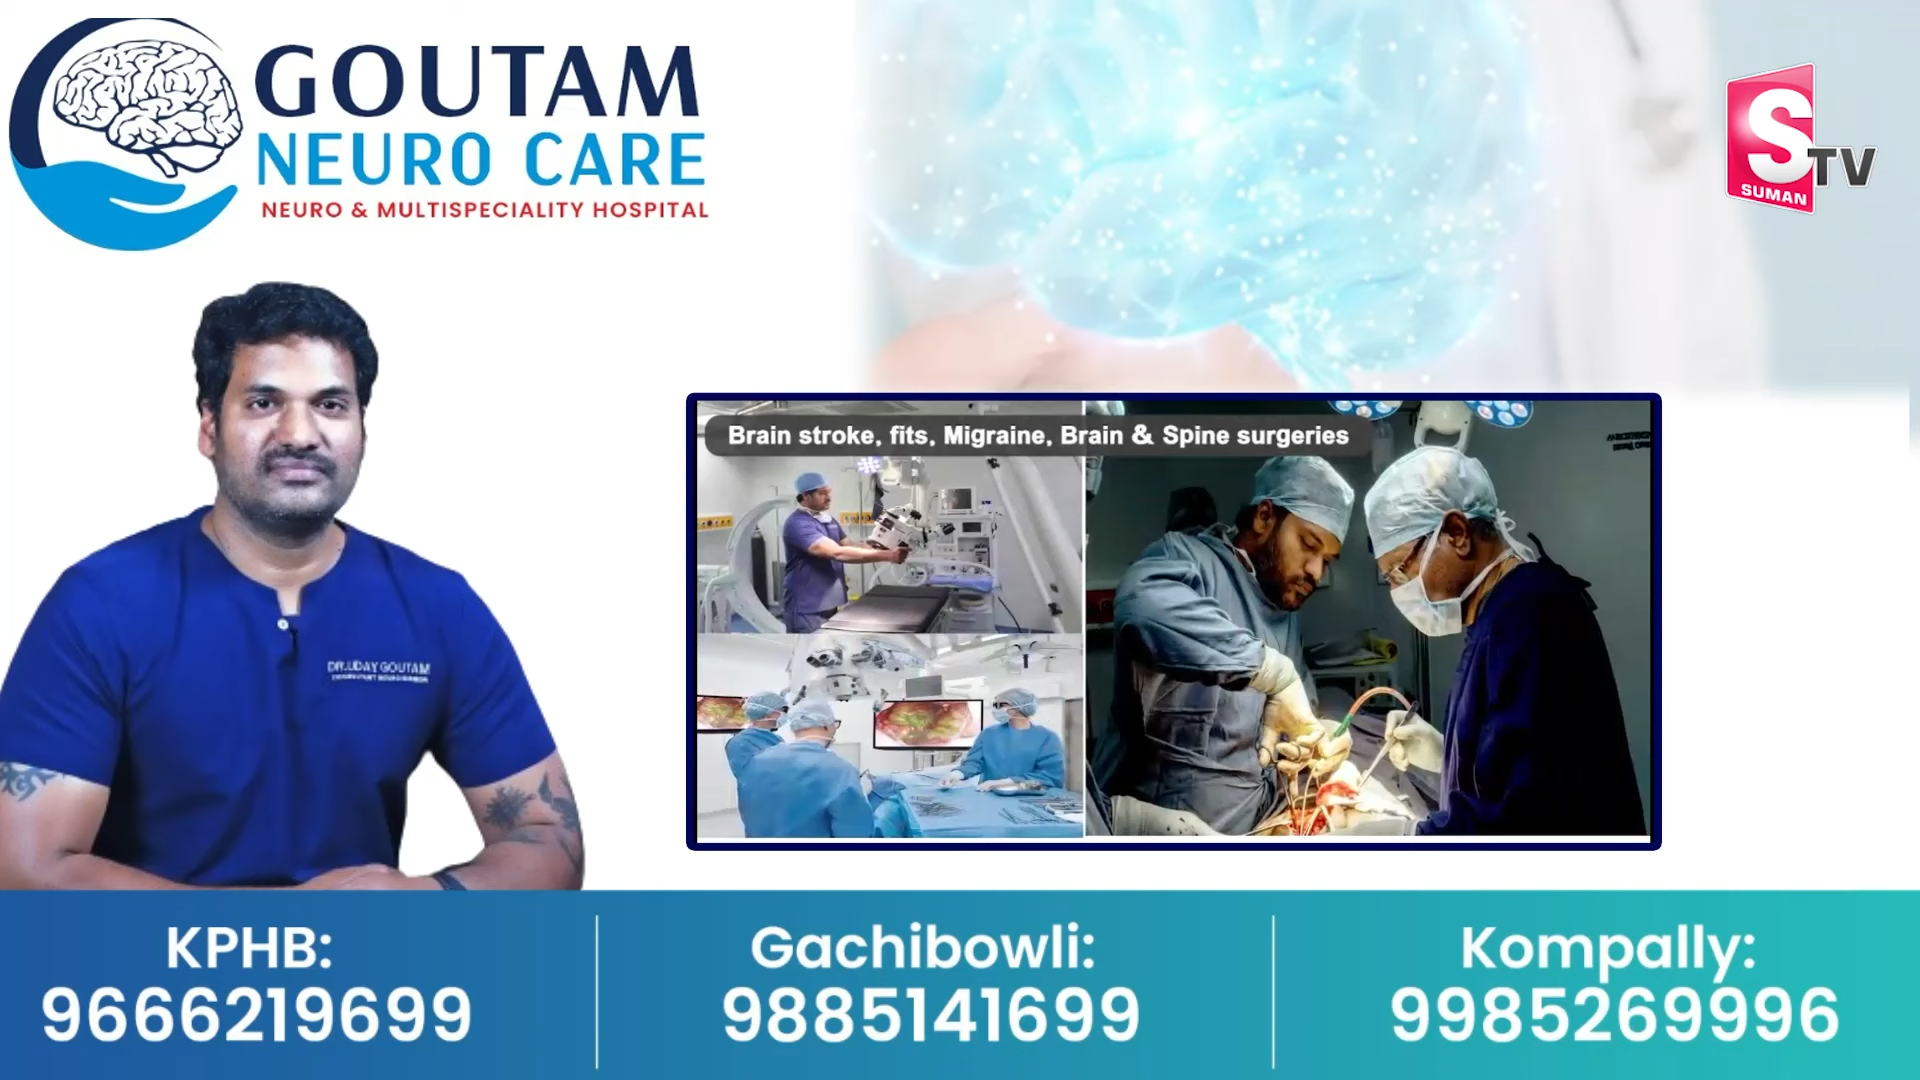 GOUTAM
NEURO CARE
NEURO & MULTISPECIALITY HOSPITAL
S TV
SUMAN
Brain stroke, fits, Migraine, Brain & Spine surgeries
DR.UDAY GOUTAM
KPHB:
9666219699
Gachibowli:
9885141699
Kompally:
9985269996